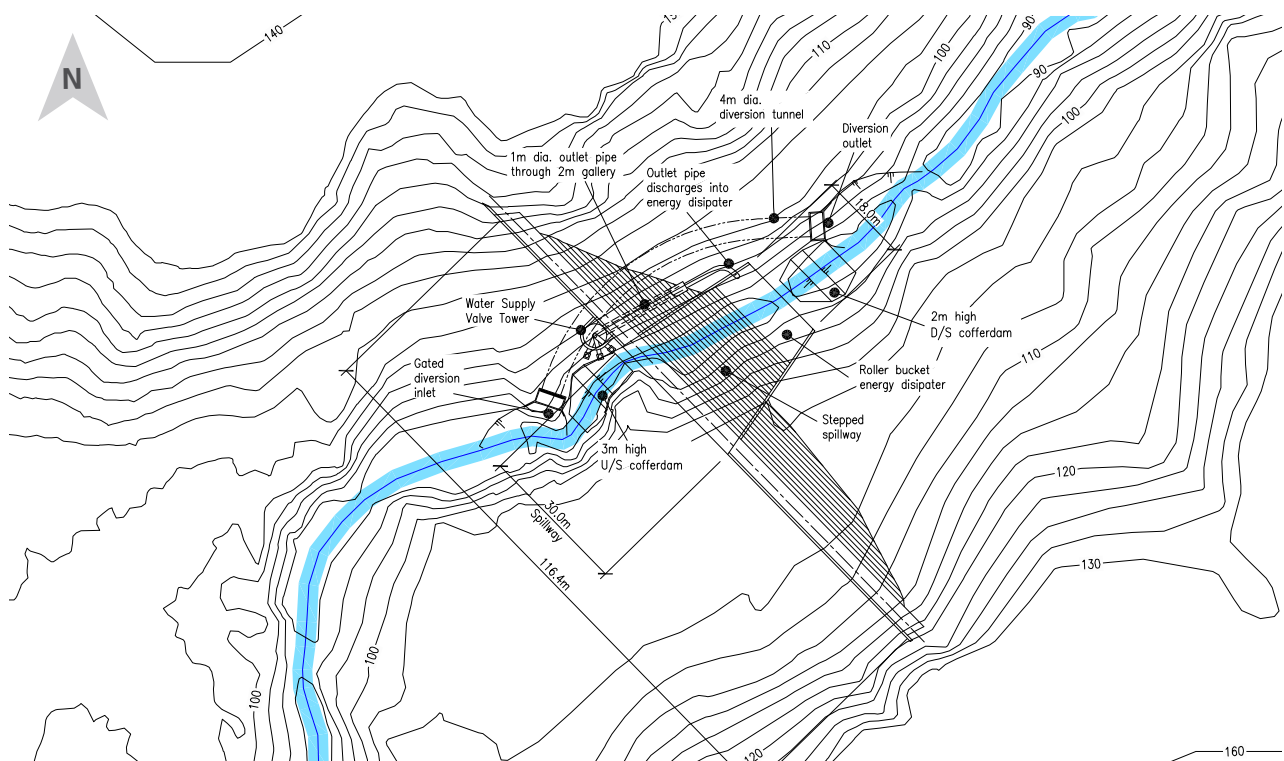 140
15
110
100
90
90
100
N
4m dia.
diversion tunnel
Diversion
outlet
1m dia. outlet pipe
through 2m gallery
Outlet pipe
discharges into
energy disipater
18.0m
Water Supply
Valve Tower
2m high
D/S cofferdam
110
Gated
diversion
inlet
Roller bucket
energy disipater
Stepped
spillway
3m high
U/S cofferdam
120
30.0m
Spillway
116.4m
130
100
100
120
160